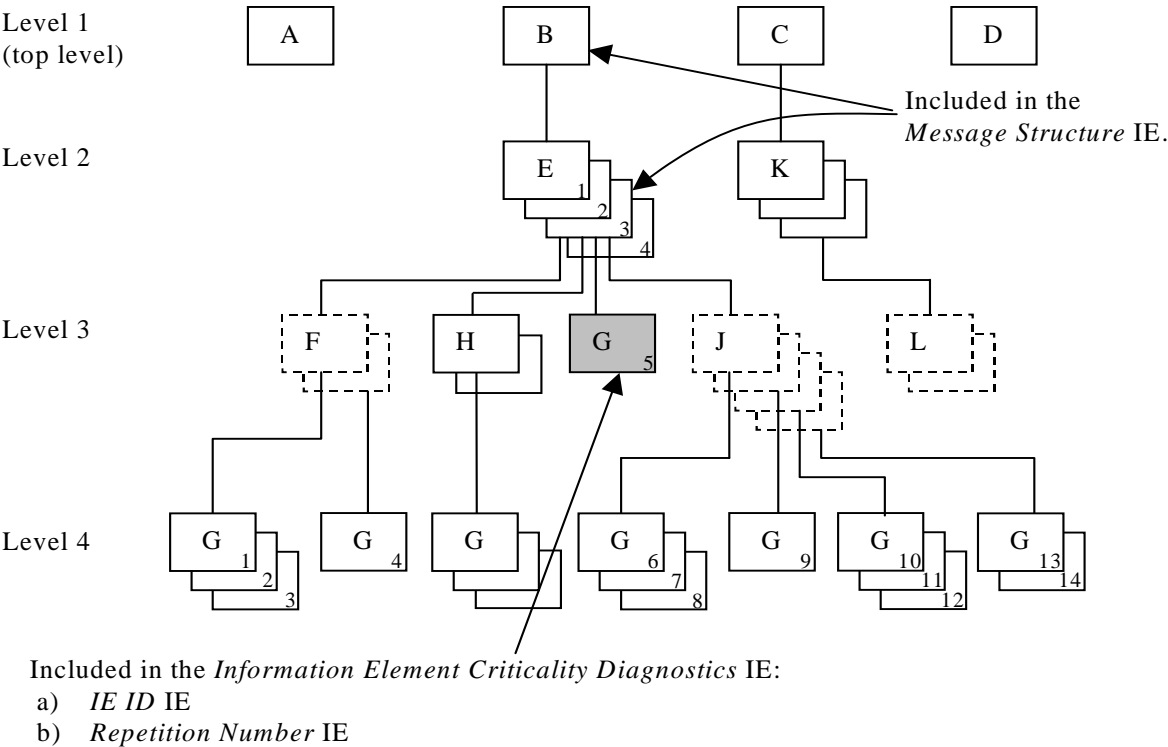 Level 1
(top level)
A
B
C
D
Included in the
Message Structure IE.
Level 2
E
1
2
3
4
K
Level 3
F
H
G
5
J
L
Level 4
G
1
2
3
G
4
G
G
6
7
8
G
9
G
10
11
12
G
13
14
Included in the Information Element Criticality Diagnostics IE:
a) IE ID IE
b) Repetition Number IE